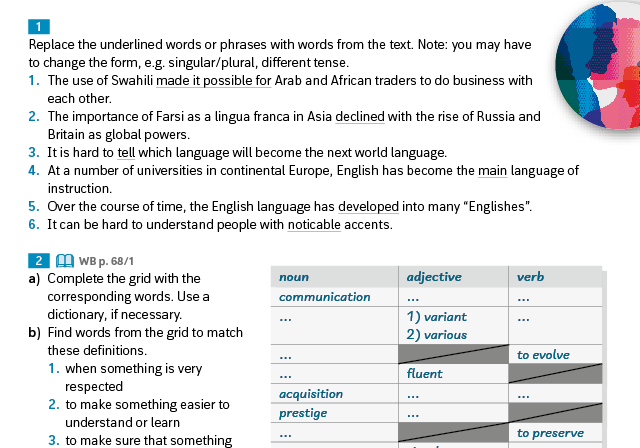 1
Replace the underlined words or phrases with words from the text. Note: you may have
to change the form, e.g. singular/plural, different tense.
1. The use of Swahili made it possible for Arab and African traders to do business with
each other.
2. The importance of Farsi as a lingua franca in Asia declined with the rise of Russia and
Britain as global powers.
3. It is hard to tell which language will become the next world language.
4. At a number of universities in continental Europe, English has become the main language of
instruction.
5. Over the course of time, the English language has developed into many “Englishes”.
6. It can be hard to understand people with noticable accents.
2 WB p. 68/1
a) Complete the grid with the
corresponding words. Use a
dictionary, if necessary.
b) Find words from the grid to match
these definitions.
1. when something is very
respected
2. to make something easier to
understand or learn
3. to make sure that something
noun adjective verb
communication ... ...
... 1) variant ...
2) various
... to evolve
... fluent
acquisition ... ...
prestige ...
... to preserve